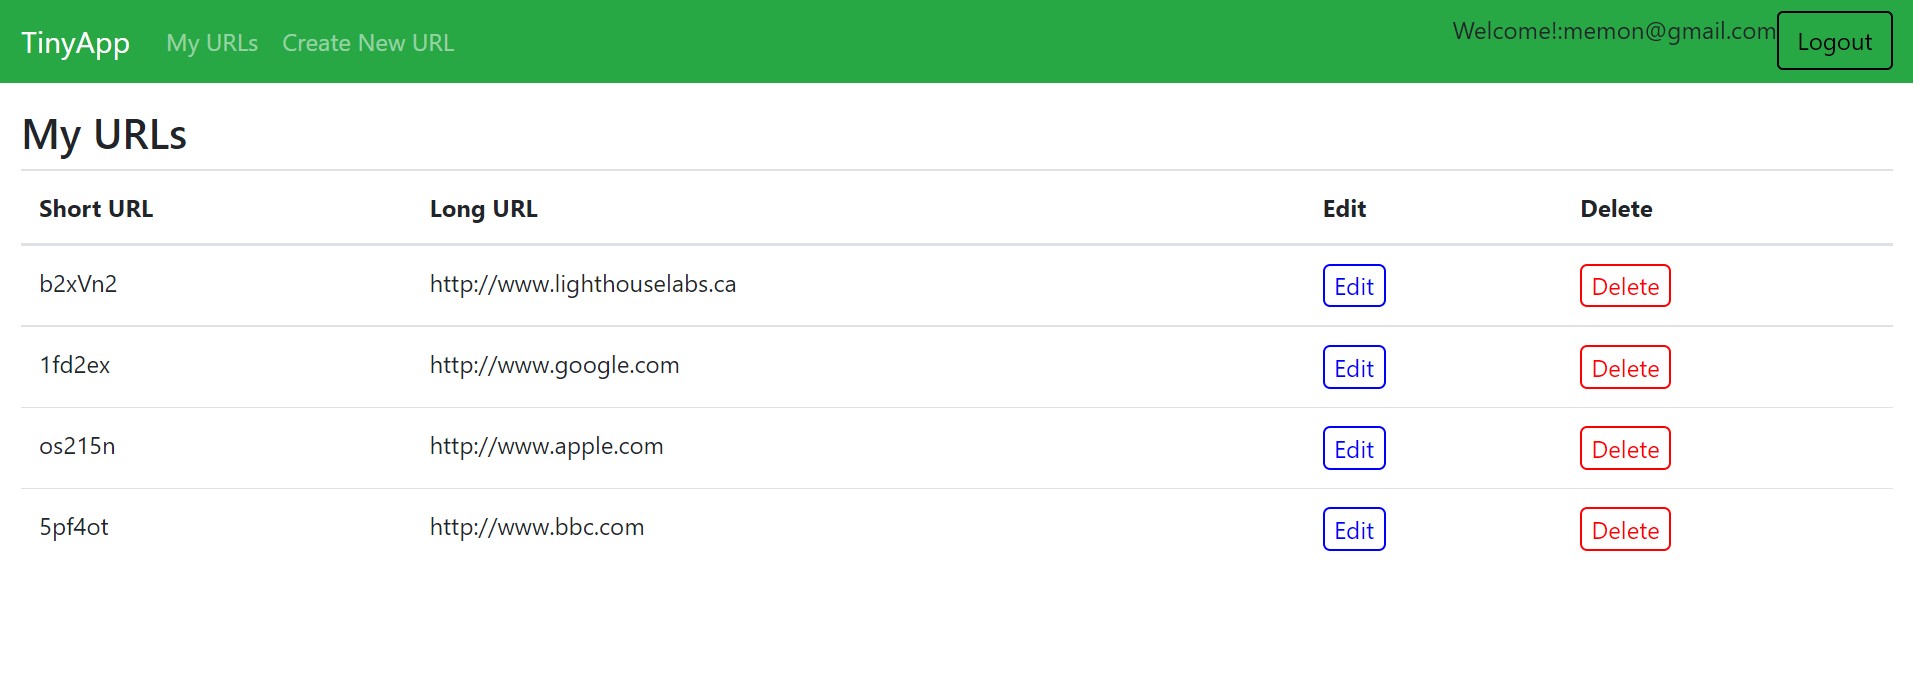 TinyApp My URLs Create New URL Welcome!:memon@gmail.com Logout
My URLs
Short URL Long URL Edit Delete
b2xVn2 http://www.lighthouselabs.ca Edit Delete
1fd2ex http://www.google.com Edit Delete
os215n http://www.apple.com Edit Delete
5pf4ot http://www.bbc.com Edit Delete